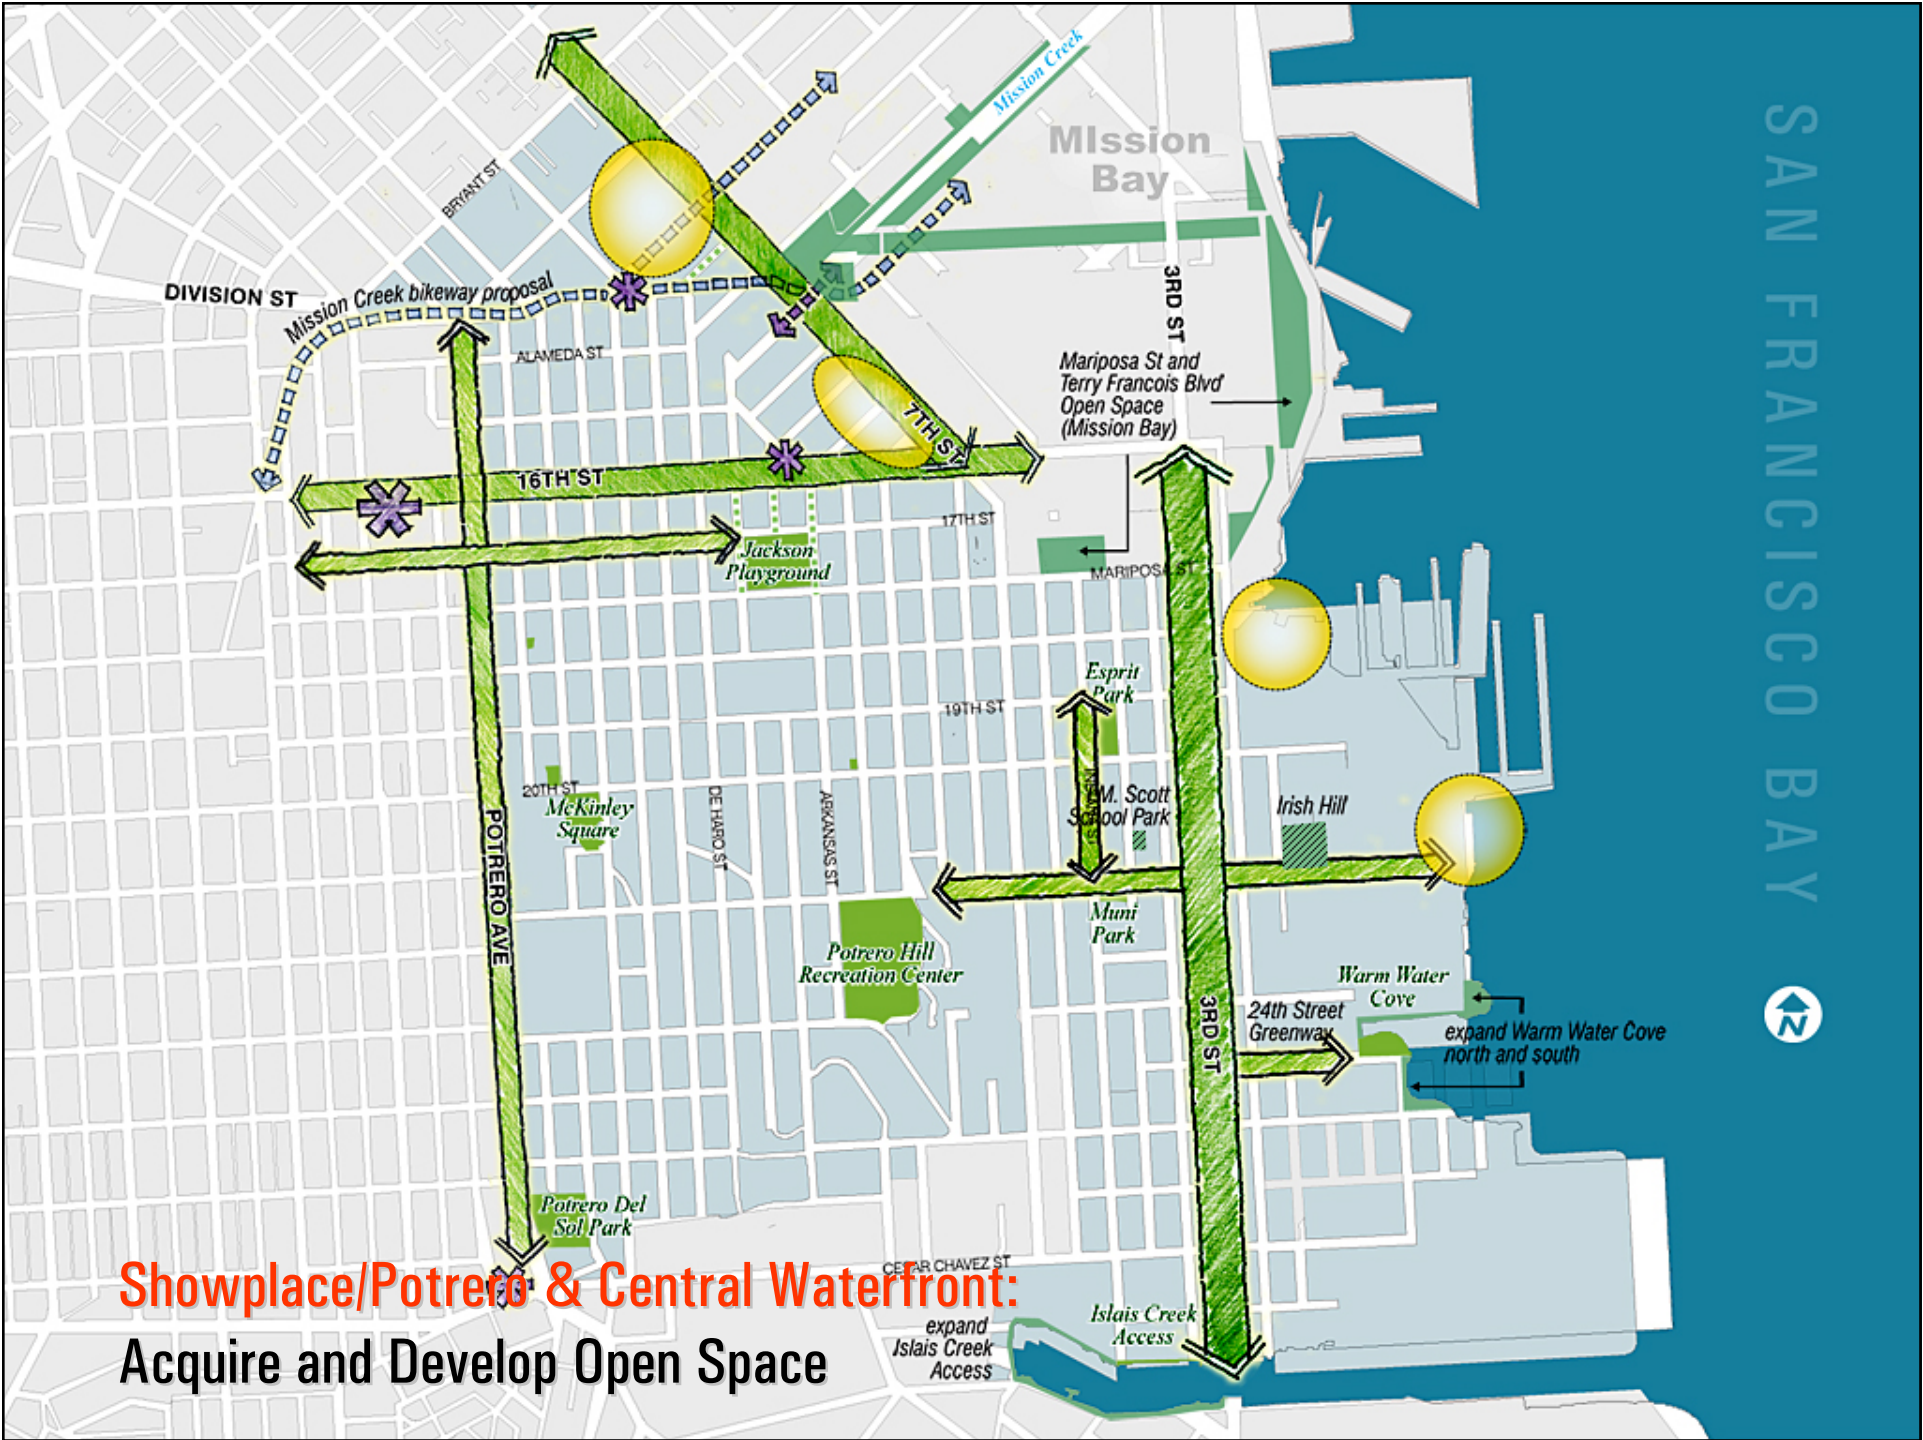 Mission Creek
MIssion
Bay
SAN FRANCISCO BAY
BRYANT ST
DIVISION ST
Mission Creek bikeway proposal
3RD ST
ALAMEDA ST
Mariposa St and
Terry Francois Blvd
Open Space
(Mission Bay)
7TH ST
16TH ST
17TH ST
Jackson
Playground
MARIPOSA ST
Esprit
Park
19TH ST
20TH ST
McKinley
Square
DE HARO ST
ARKANSAS ST
I.M. Scott
School Park
Irish Hill
POTRERO AVE
Muni
Park
Potrero Hill
Recreation Center
Warm Water
Cove
24th Street
Greenway
3RD ST
expand Warm Water Cove
north and south
N
Potrero Del
Sol Park
CESAR CHAVEZ ST
Showplace/Potrero & Central Waterfront:
Acquire and Develop Open Space
Islais Creek
Access
expand
Islais Creek
Access